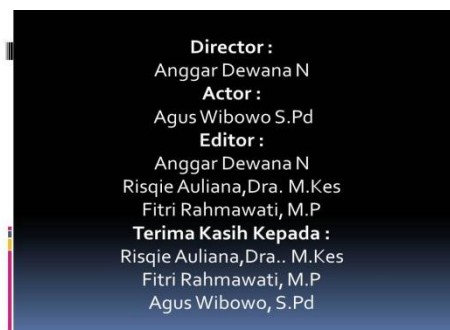 Director :
Anggar Dewana N
Actor :
Agus Wibowo S.Pd
Editor :
Anggar Dewana N
Risqie Auliana,Dra. M.Kes
Fitri Rahmawati, M.P
Terima Kasih Kepada :
Risqie Auliana,Dra.. M.Kes
Fitri Rahmawati, M.P
Agus Wibowo, S.Pd